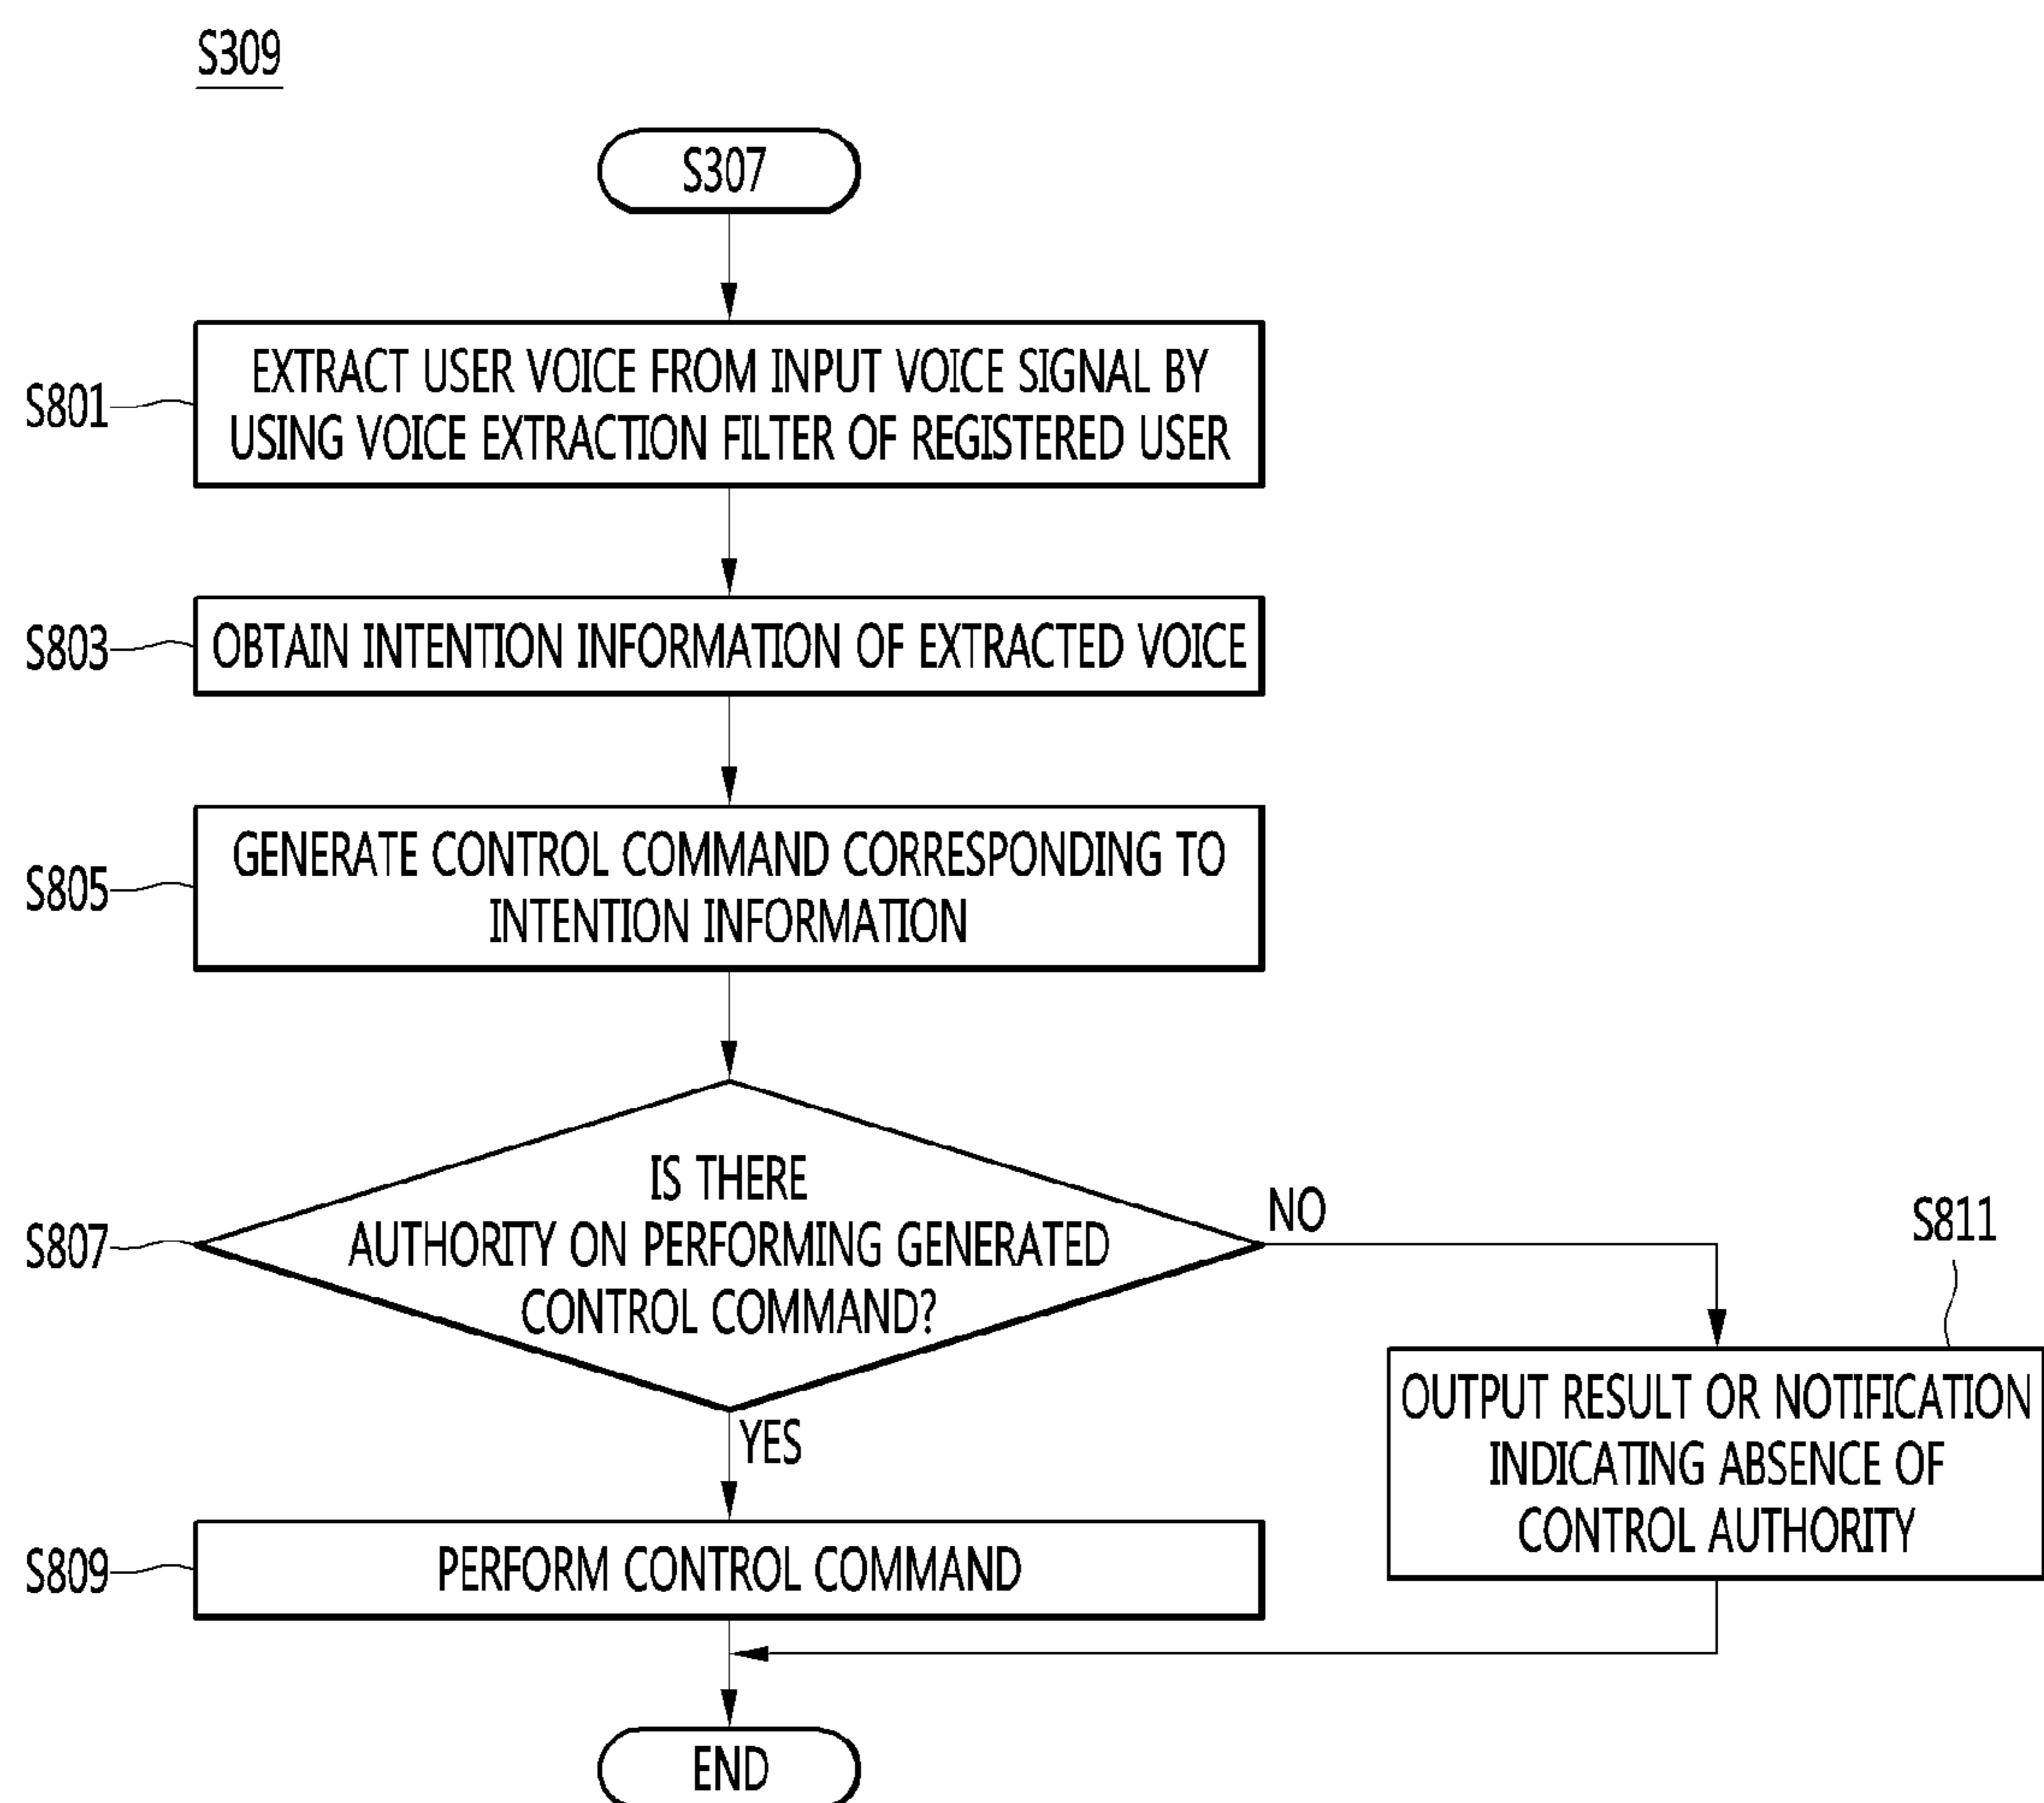 S309
S307
S801
EXTRACT USER VOICE FROM INPUT VOICE SIGNAL BY
USING VOICE EXTRACTION FILTER OF REGISTERED USER
S803
OBTAIN INTENTION INFORMATION OF EXTRACTED VOICE
S805
GENERATE CONTROL COMMAND CORRESPONDING TO
INTENTION INFORMATION
S807
IS THERE
AUTHORITY ON PERFORMING GENERATED
CONTROL COMMAND?
NO
YES
S811
OUTPUT RESULT OR NOTIFICATION
INDICATING ABSENCE OF
CONTROL AUTHORITY
S809
PERFORM CONTROL COMMAND
END